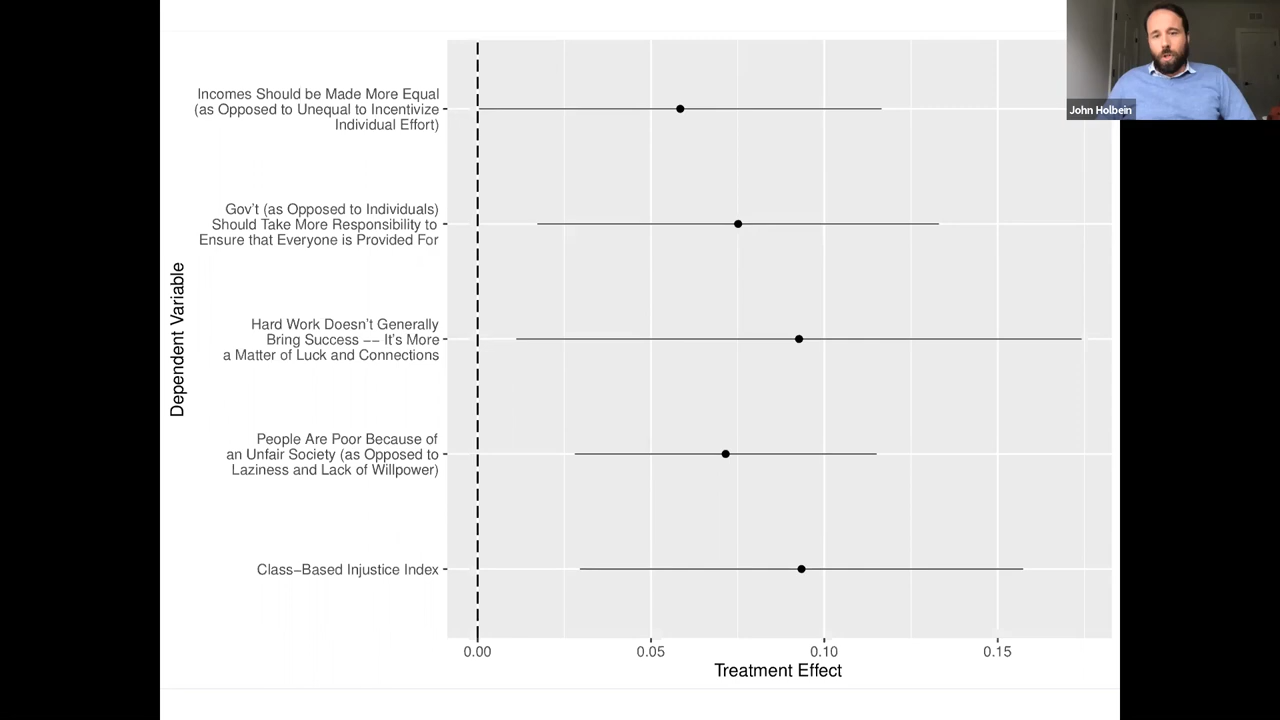 Incomes Should be Made More Equal
(as Opposed to Unequal to Incentivize
Individual Effort)
Gov't (as Opposed to Individuals)
Should Take More Responsibility to
Ensure that Everyone is Provided For
Hard Work Doesn't Generally
Bring Success −− It's More
a Matter of Luck and Connections
People Are Poor Because of
an Unfair Society (as Opposed to
Laziness and Lack of Willpower)
Class−Based Injustice Index
Dependent Variable
0.00
0.05
0.10
0.15
Treatment Effect
John Holbein